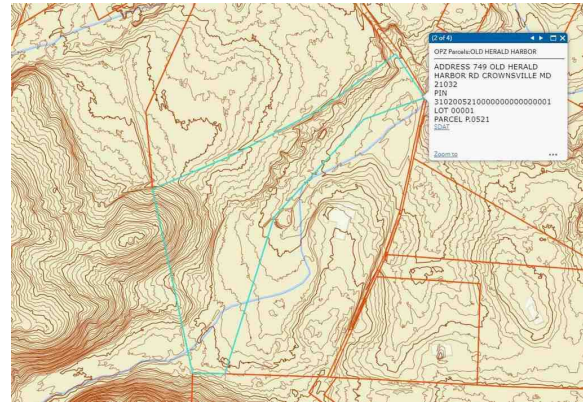 (2 of 4)
OPZ Parcels:OLD HERALD HARBOR
ADDRESS 749 OLD HERALD
HARBOR RD CROWNSVILLE MD
21032
PIN
3102005210000000000000001
LOT 00001
PARCEL P.0521
SDAT
Zoom to